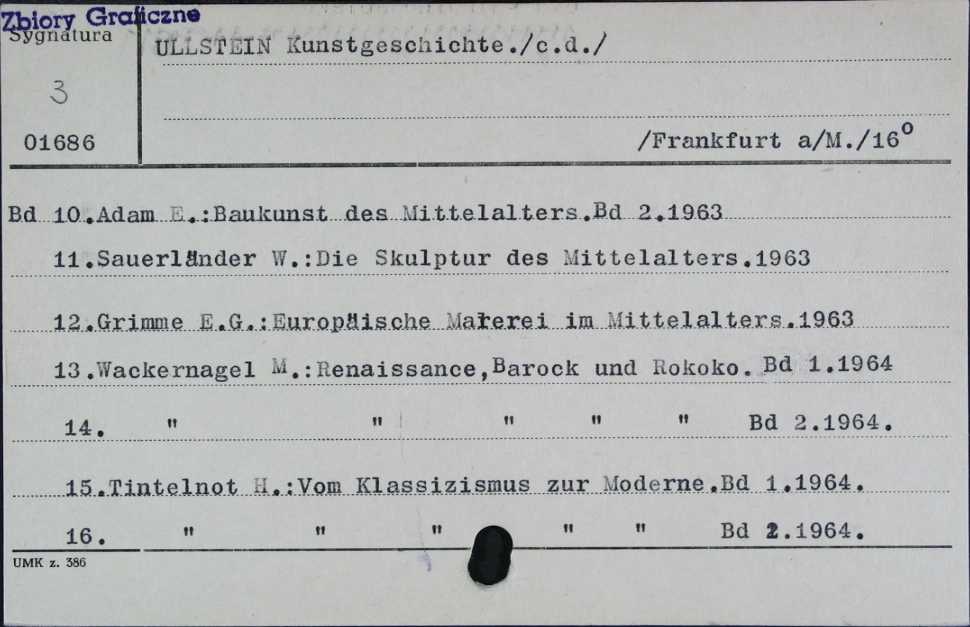 Zbiory Graficzne
Sygnatura
ULLSTEIN Kunstgeschichte./c.d./
3
01686
/Frankfurt a/M./16o
Bd 10.Adam E.:Baukunst des Mittelalters.Bd 2.1963
11.Sauerländer W.:Die Skulptur des Mittelalters.1963
12.Grimme E.G.:Europäische Malerei im Mittelalters.1963
13.Wackernagel M.:Renaissance,Barock und Rokoko. Bd 1.1964
14. " " " " " Bd 2.1964.
15.Tintelnot H.:Vom Klassizismus zur Moderne.Bd 1.1964.
16. " " " " " Bd 2.1964.
UMK z. 386